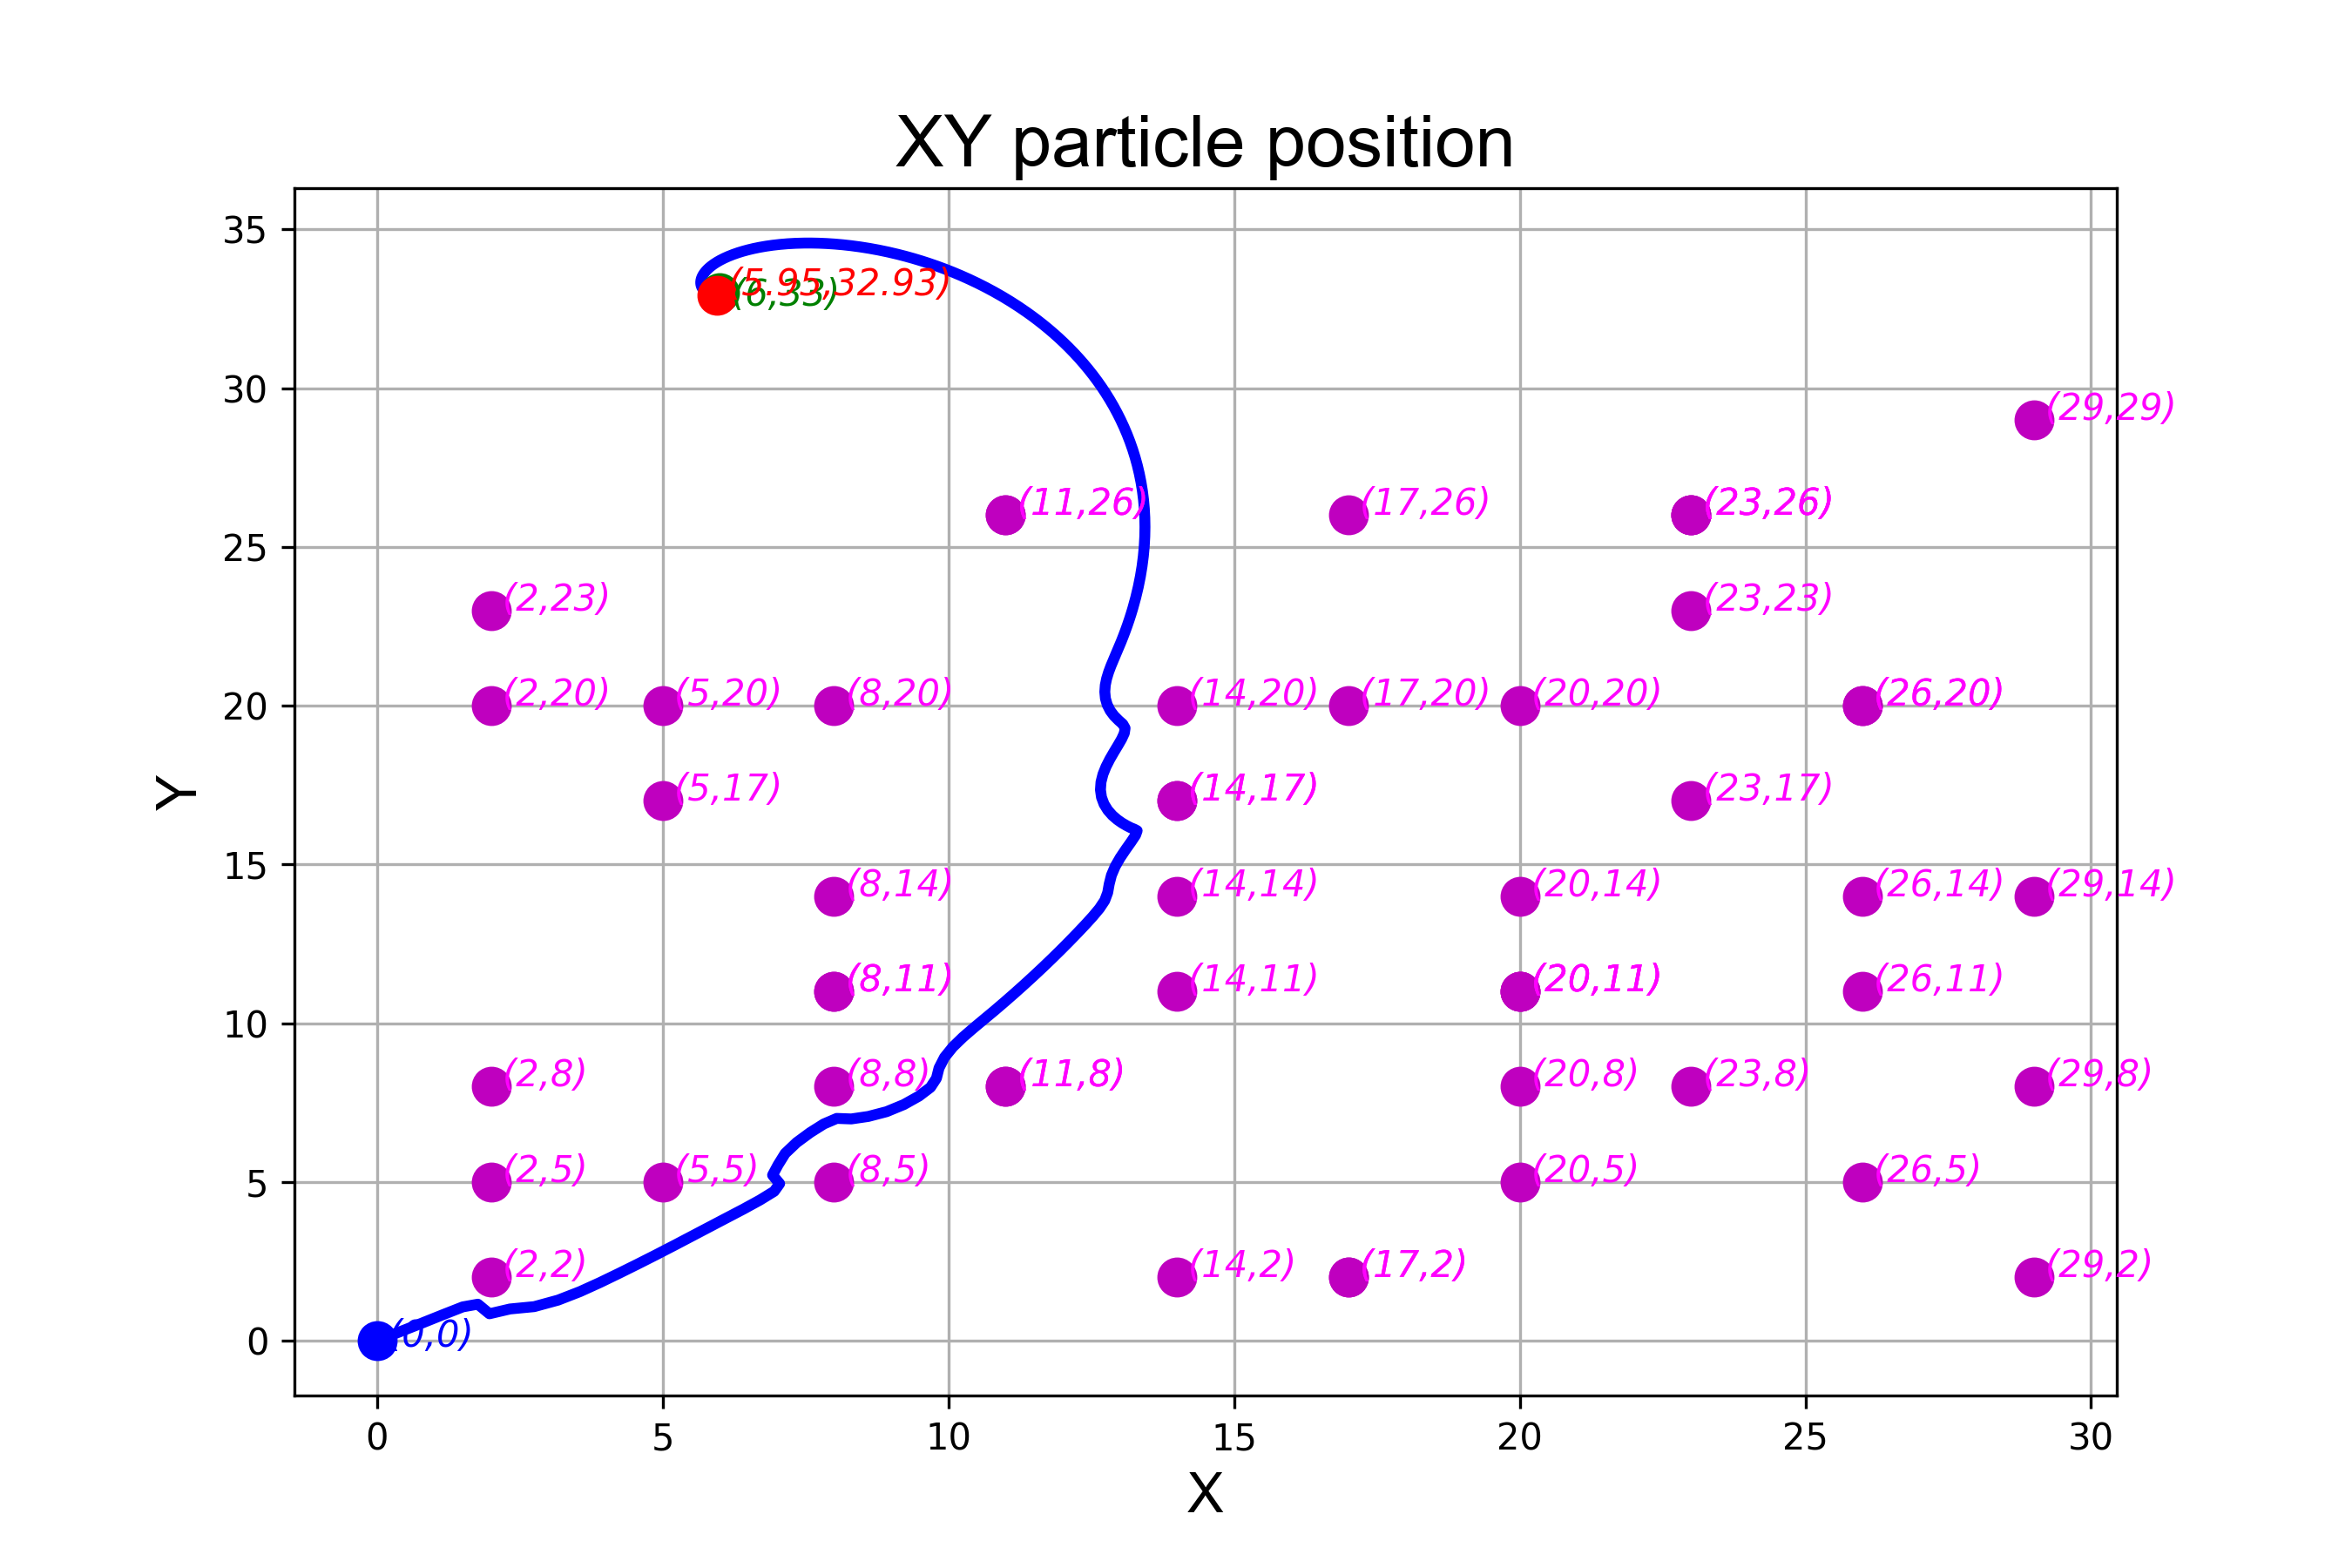 XY particle position
35
(5.95,32.93)
(6,33)
30
(29,29)
(11,26) (17,26) (23,26)
25
(2,23) (23,23)
20
(2,20) (5,20) (8,20) (14,20) (17,20) (20,20) (26,20)
Y
(5,17) (14,17) (23,17)
15
(8,14) (14,14) (20,14) (26,14) (29,14)
(8,11) (14,11) (20,11) (26,11)
10
(2,8) (8,8) (11,8) (20,8) (23,8) (29,8)
5
(2,5) (5,5) (8,5) (20,5) (26,5)
(2,2) (14,2) (17,2) (29,2)
0
(0,0)
0 5 10 15 20 25 30
X